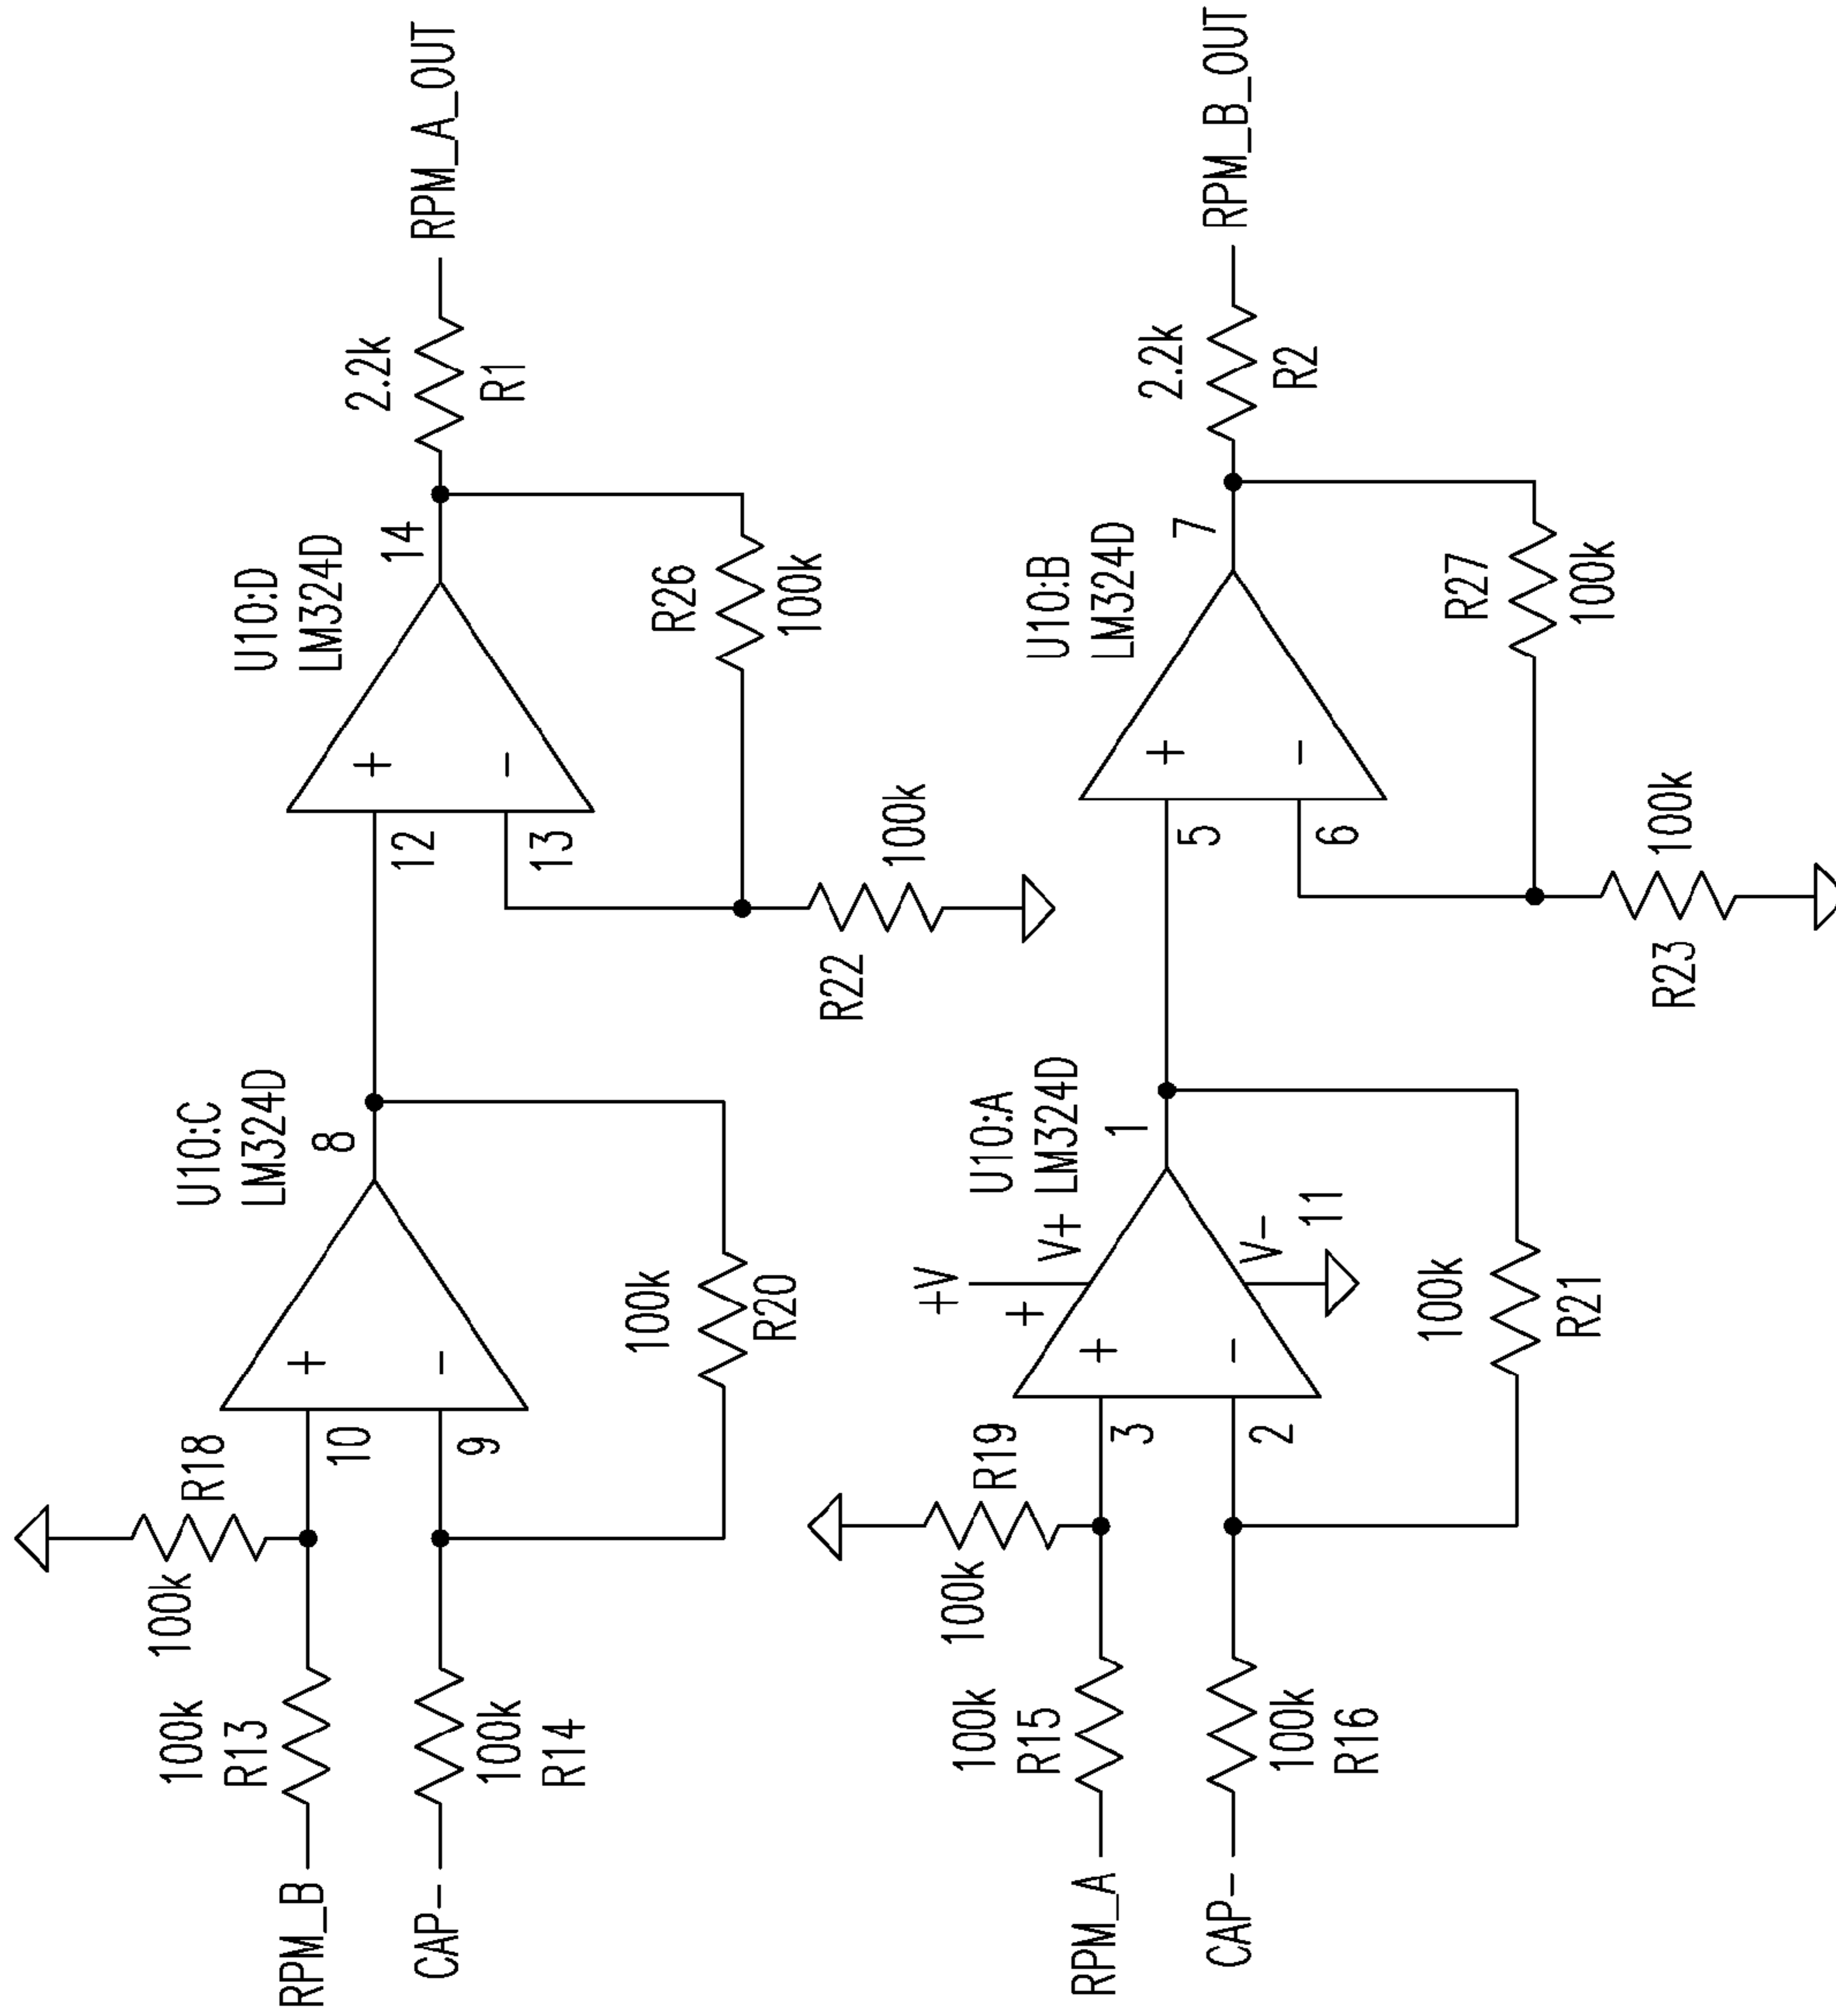 RPM_B
100k
R13
CAP-
100k
R14
100k
R18
10
9
U10:C
LM324D
8
100k
R20
12
13
U10:D
LM324D
14
R26
100k
R22
100k
2.2k
R1
RPM_A_OUT
RPM_A
100k
R15
CAP-
100k
R16
100k
R19
3
2
+V
+
V+
U10:A
LM324D
1
V-
11
100k
R21
5
6
U10:B
LM324D
7
R27
100k
R23
100k
2.2k
R2
RPM_B_OUT